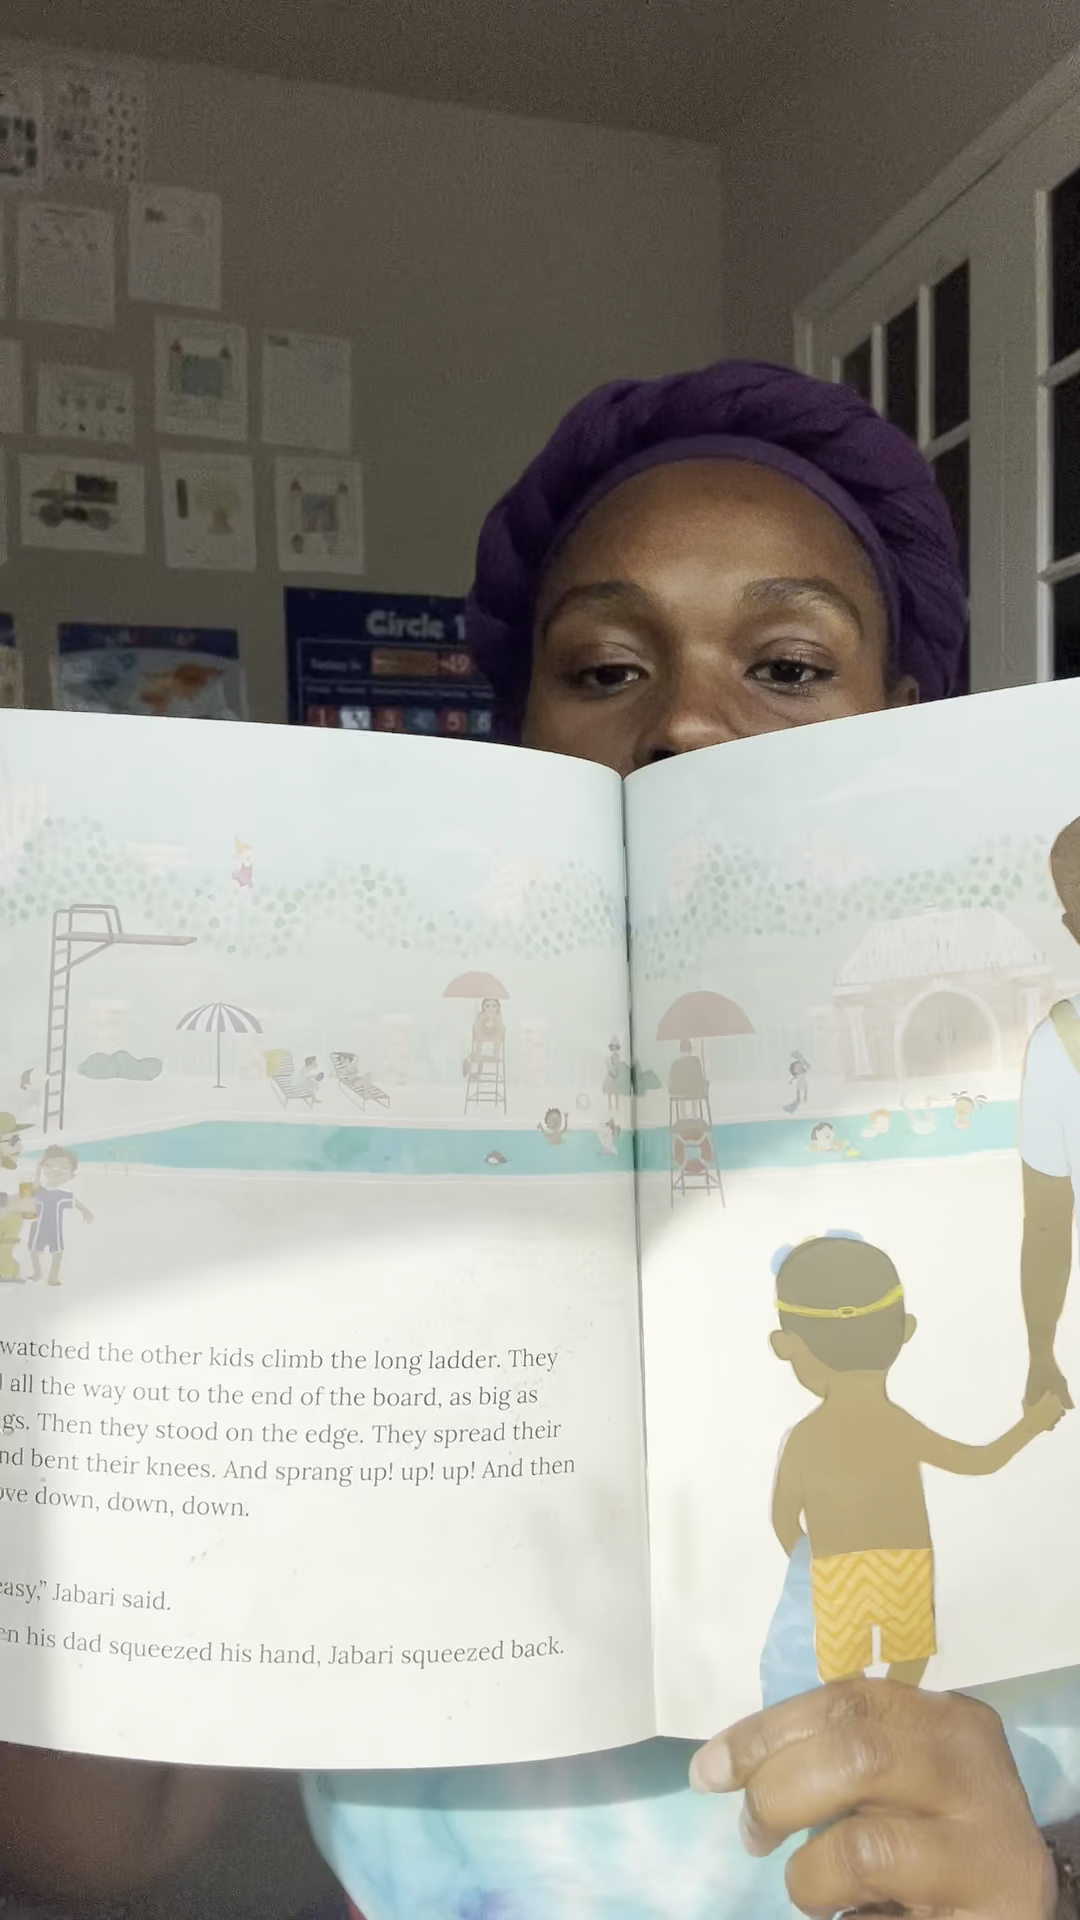 Circle
watched the other kids climb the long ladder. They
all the way out to the end of the board, as big as
gs. Then they stood on the edge. They spread their
nd bent their knees. And sprang up! up! up! And then
ve down, down, down.
easy,” Jabari said.
en his dad squeezed his hand, Jabari squeezed back.